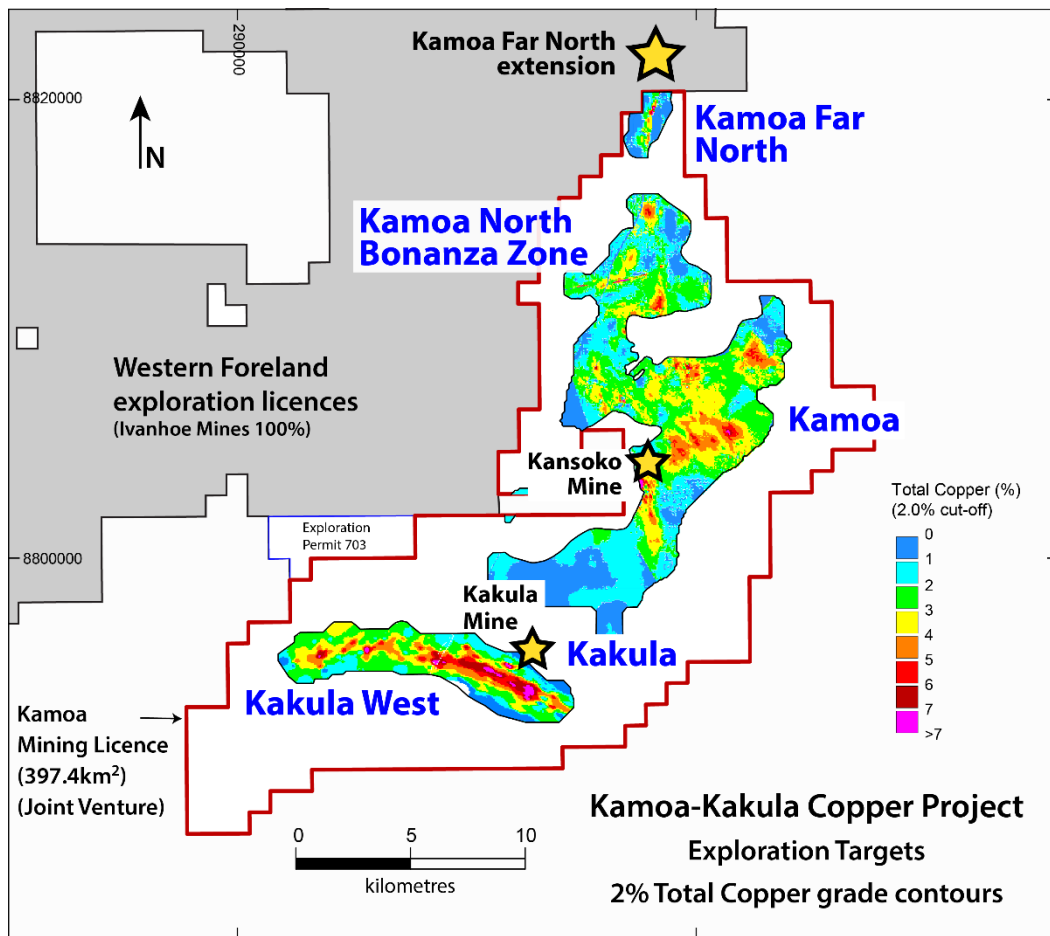 Kamoa Far North
extension
290000
8820000
N
Kamoa Far
North
Kamoa North
Bonanza Zone
Western Foreland
exploration licences
(Ivanhoe Mines 100%)
Kamoa
Kansoko
Mine
Total Copper (%)
(2.0% cut-off)
0
1
2
3
4
5
6
7
>7
Exploration
Permit 703
8800000
Kakula
Mine
Kakula
Kakula West
Kamoa
Mining Licence
(397.4km²)
(Joint Venture)
Kamoa-Kakula Copper Project
Exploration Targets
2% Total Copper grade contours
0 5 10
kilometres